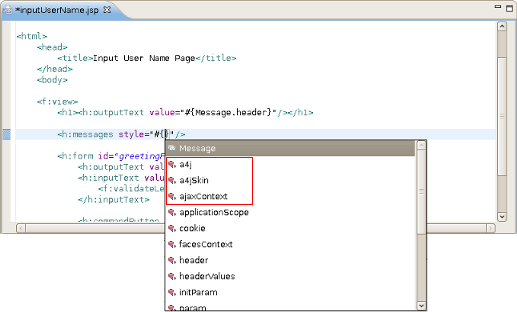 *inputUserName.jsp
<html>
<head>
<title>Input User Name Page</title>
</head>
<body>
<f:view>
<h1><h:outputText value="#{Message.header}"/></h1>
<h:messages style="#{}"/>
<h:form id="greetingF
<h:outputText val
<h:inputText valu
<f:validateLe
</h:inputText>
<h:commandButton
Message
a4j
a4jSkin
ajaxContext
applicationScope
cookie
facesContext
header
headerValues
initParam
param